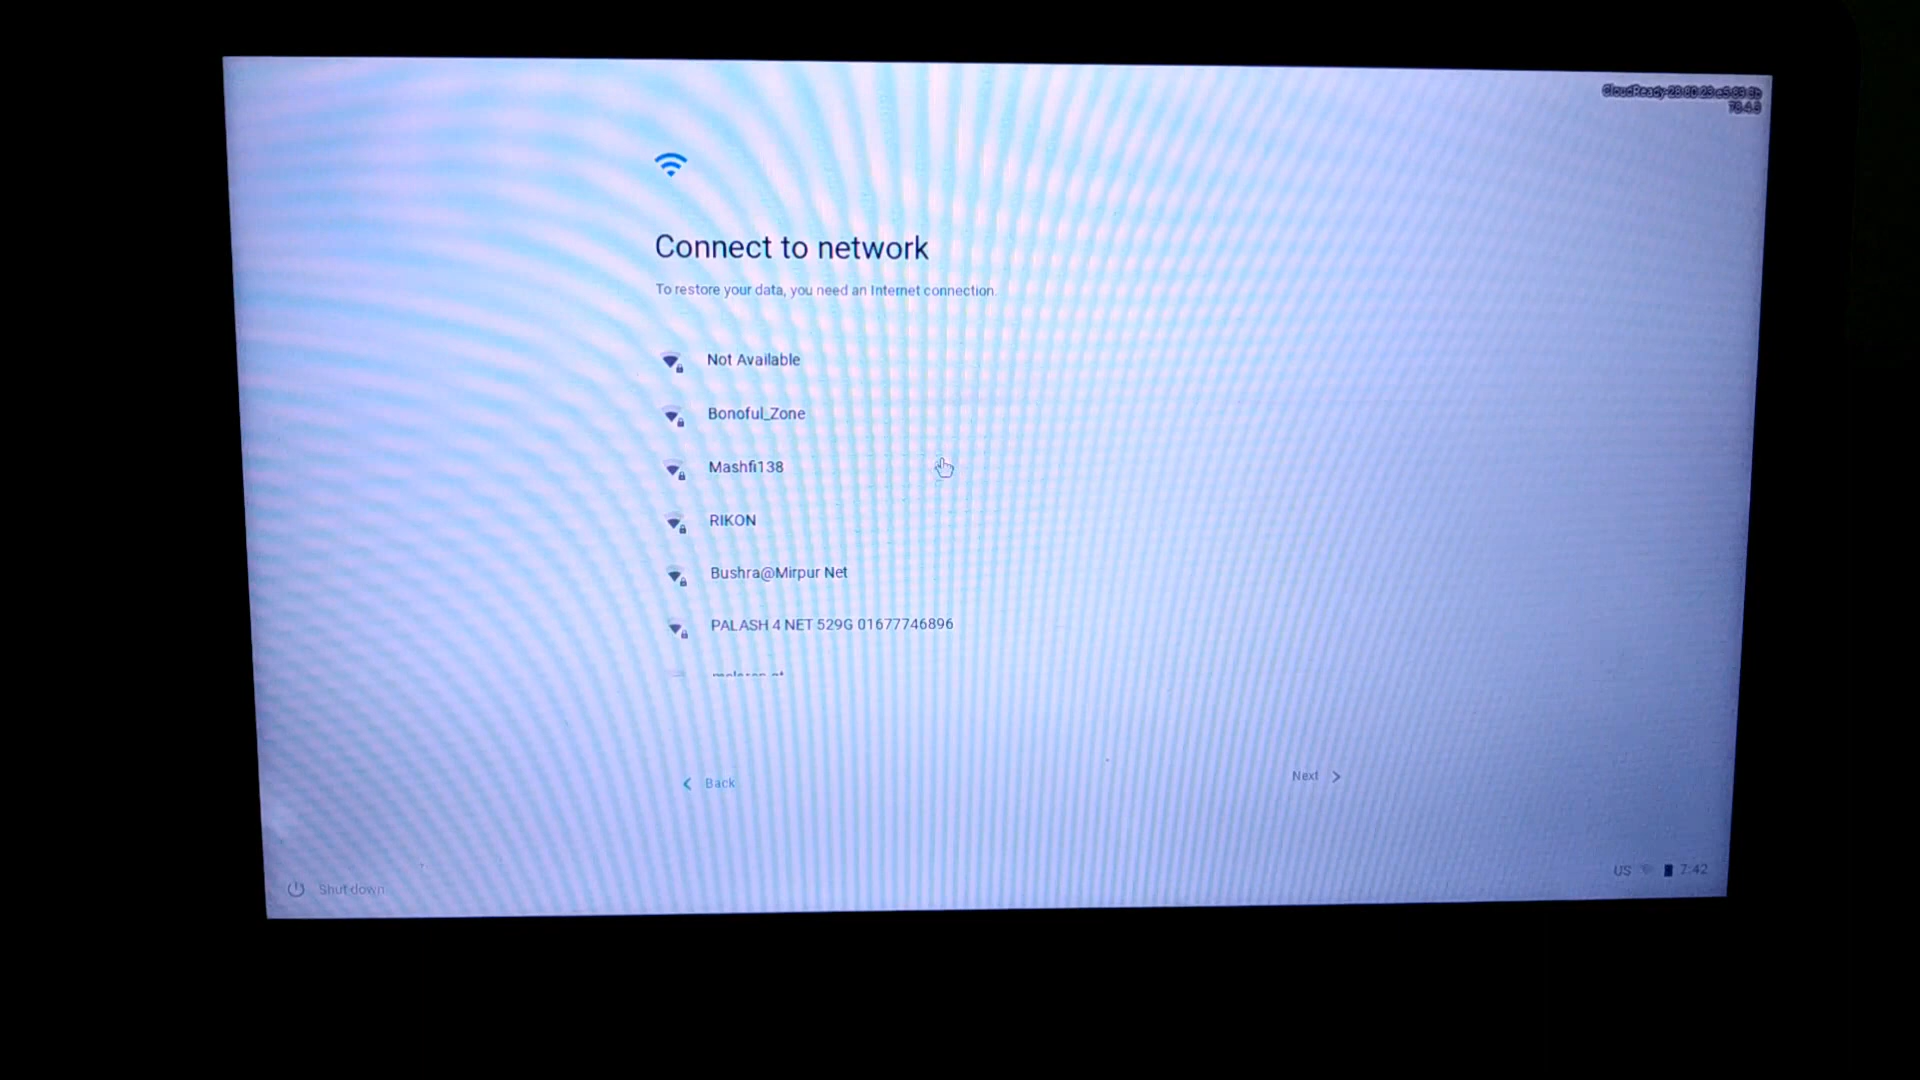 Connect to network
To restore your data, you need an Internet connection.
Not Available
Bonoful_Zone
Mashfi138
RIKON
Bushra@Mirpur Net
PALASH 4 NET 529G 01677746896
Back
Next
Shut down
US 7:42